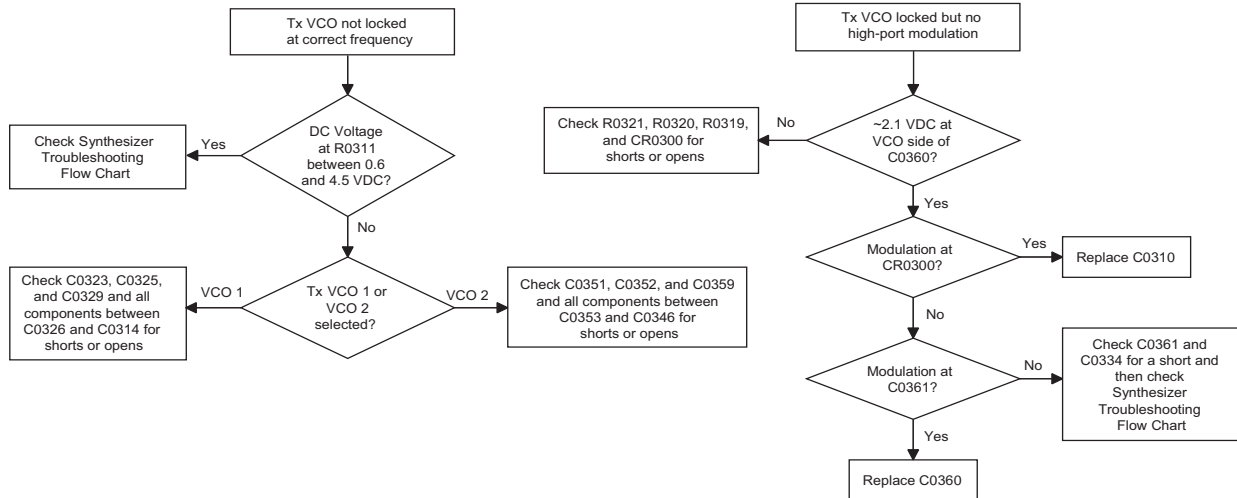 Tx VCO not locked
at correct frequency
DC Voltage
at R0311
between 0.6
and 4.5 VDC?
Yes
Check Synthesizer
Troubleshooting
Flow Chart
No
Tx VCO 1 or
VCO 2
selected?
VCO 1
Check C0323, C0325,
and C0329 and all
components between
C0326 and C0314 for
shorts or opens
VCO 2
Check C0351, C0352, and C0359
and all components between
C0353 and C0346 for
shorts or opens
Tx VCO locked but no
high-port modulation
~2.1 VDC at
VCO side of
C0360?
No
Check R0321, R0320, R0319,
and CR0300 for
shorts or opens
Yes
Modulation at
CR0300?
Yes
Replace C0310
No
Modulation at
C0361?
No
Check C0361 and
C0334 for a short and
then check
Synthesizer
Troubleshooting
Flow Chart
Yes
Replace C0360